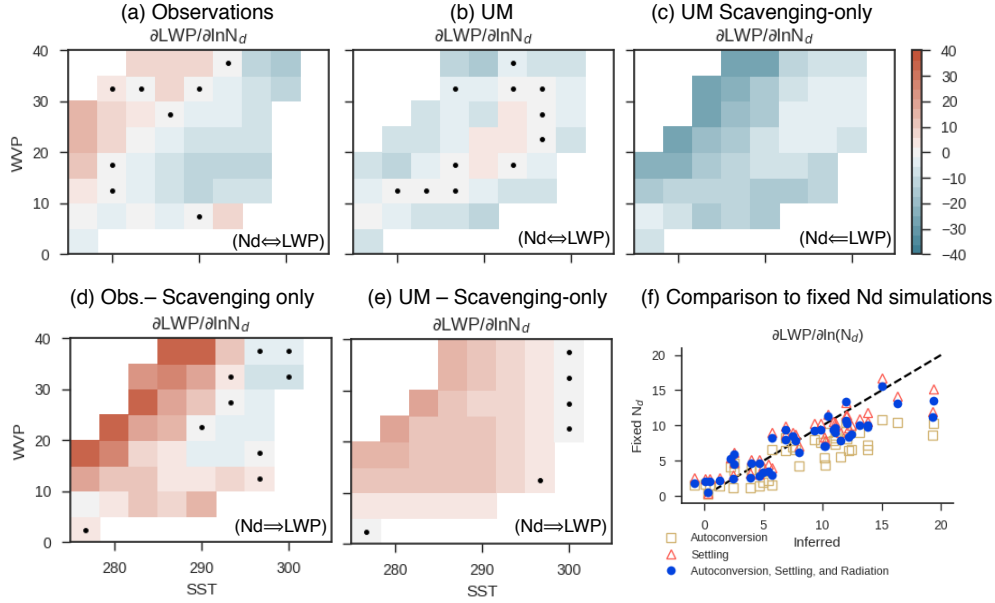 (a) Observations
∂LWP/∂lnN_d
40
30
20
10
0
WVP
(Nd⇔LWP)
(b) UM
∂LWP/∂lnN_d
(Nd⇔LWP)
(c) UM Scavenging-only
∂LWP/∂lnN_d
(Nd⇐LWP)
40
30
20
10
0
−10
−20
−30
−40
(d) Obs.– Scavenging only
∂LWP/∂lnN_d
40
30
20
10
0
WVP
(Nd⇒LWP)
280
290
300
SST
(e) UM – Scavenging-only
∂LWP/∂lnN_d
(Nd⇒LWP)
280
290
300
SST
(f) Comparison to fixed Nd simulations
∂LWP/∂ln(N_d)
20
15
10
5
0
Fixed N_d
0
5
10
15
20
Inferred
Autoconversion
Settling
Autoconversion, Settling, and Radiation